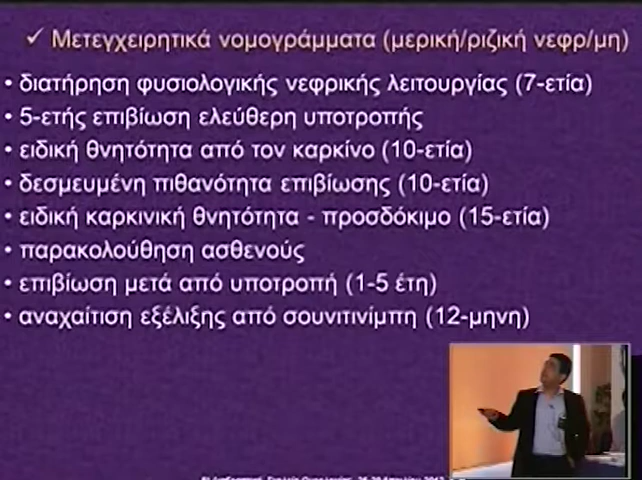 ✓ Μετεγχειρητικά νομογράμματα (μερική/ριζική νεφρ/μη)
• διατήρηση φυσιολογικής νεφρικής λειτουργίας (7-ετία)
• 5-ετής επιβίωση ελεύθερη υποτροπής
• ειδική θνητότητα από τον καρκίνο (10-ετία)
• δεσμευμένη πιθανότητα επιβίωσης (10-ετία)
• ειδική καρκινική θνητότητα - προσδόκιμο (15-ετία)
• παρακολούθηση ασθενούς
• επιβίωση μετά από υποτροπή (1-5 έτη)
• αναχαίτιση εξέλιξης από σουνιτινίμπη (12-μηνη)